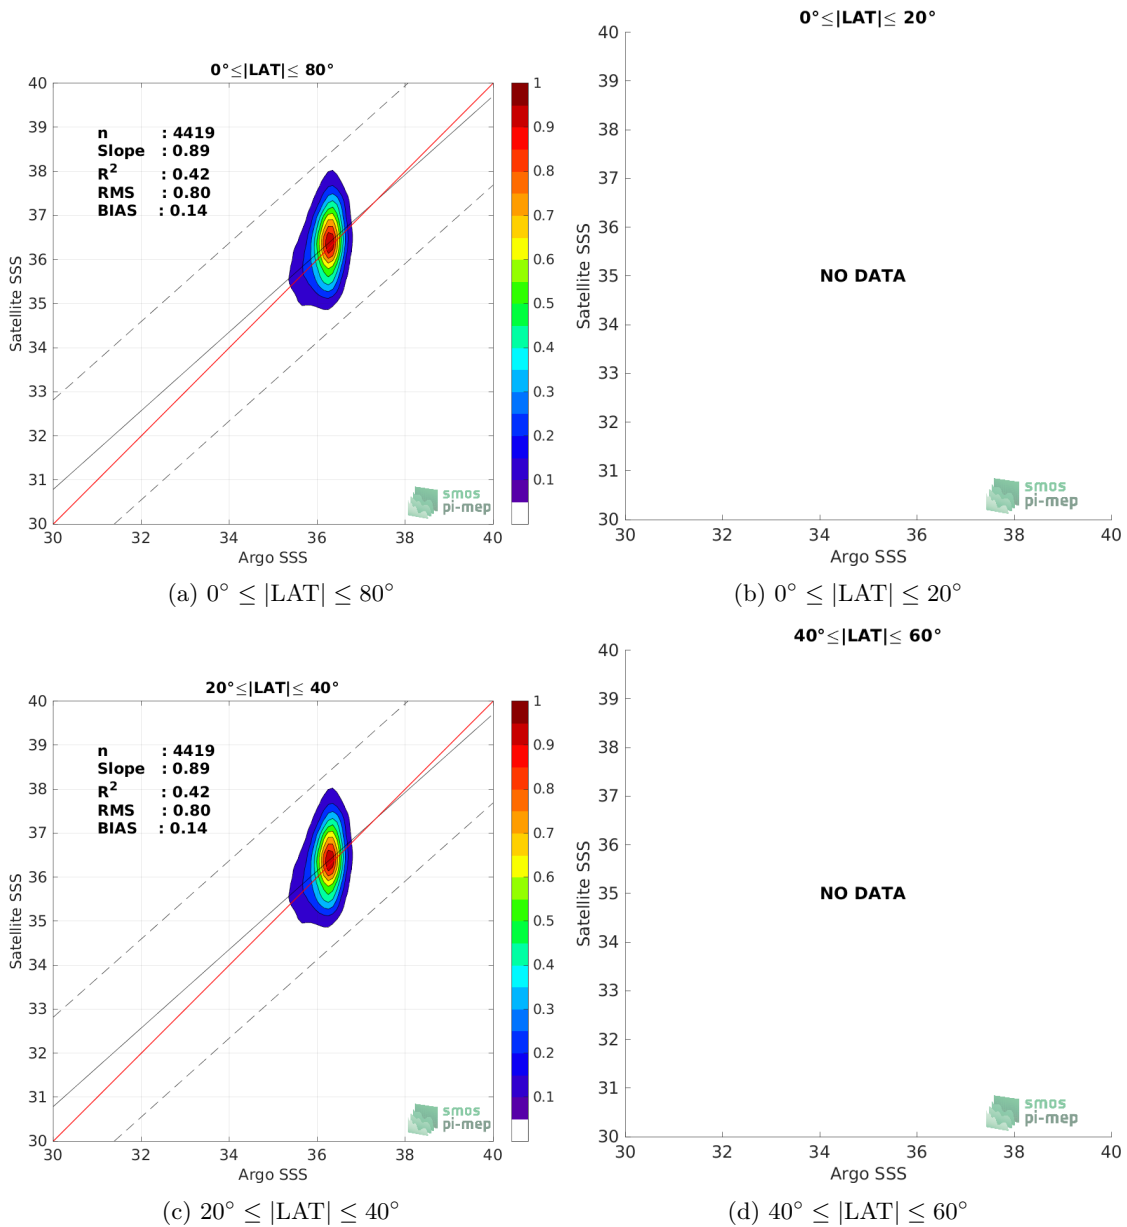 0°≤|LAT|≤ 80°
40
39
38
37
36
35
34
33
32
31
30
Satellite SSS
n : 4419
Slope : 0.89
R² : 0.42
RMS : 0.80
BIAS : 0.14
smos
pi-mep
30 32 34 36 38 40
Argo SSS
1
0.9
0.8
0.7
0.6
0.5
0.4
0.3
0.2
0.1
(a) 0° ≤ |LAT| ≤ 80°
0°≤|LAT|≤ 20°
40
39
38
37
36
35
34
33
32
31
30
Satellite SSS
NO DATA
smos
pi-mep
30 32 34 36 38 40
Argo SSS
(b) 0° ≤ |LAT| ≤ 20°
20°≤|LAT|≤ 40°
40
39
38
37
36
35
34
33
32
31
30
Satellite SSS
n : 4419
Slope : 0.89
R² : 0.42
RMS : 0.80
BIAS : 0.14
smos
pi-mep
30 32 34 36 38 40
Argo SSS
1
0.9
0.8
0.7
0.6
0.5
0.4
0.3
0.2
0.1
(c) 20° ≤ |LAT| ≤ 40°
40°≤|LAT|≤ 60°
40
39
38
37
36
35
34
33
32
31
30
Satellite SSS
NO DATA
smos
pi-mep
30 32 34 36 38 40
Argo SSS
(d) 40° ≤ |LAT| ≤ 60°